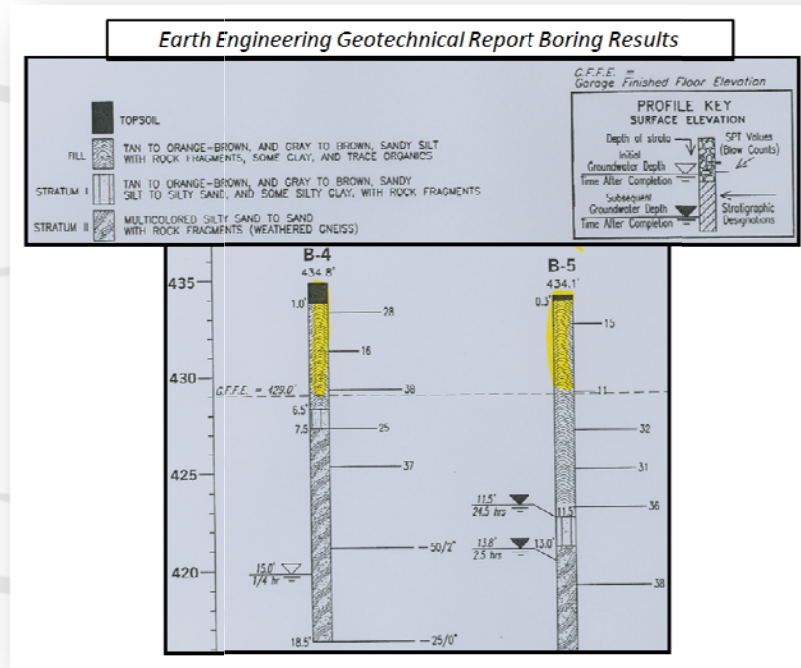 Earth Engineering Geotechnical Report Boring Results
G.F.F.E. =
Garage Finished Floor Elevation
TOPSOIL
FILL
TAN TO ORANGE-BROWN, AND GRAY TO BROWN, SANDY SILT
WITH ROCK FRAGMENTS, SOME CLAY, AND TRACE ORGANICS
STRATUM I
TAN TO ORANGE-BROWN, AND GRAY TO BROWN, SANDY
SILT TO SILTY SAND, AND SOME SILTY CLAY, WITH ROCK FRAGMENTS
STRATUM II
MULTICOLORED SILTY SAND TO SAND
WITH ROCK FRAGMENTS (WEATHERED GNEISS)
PROFILE KEY
SURFACE ELEVATION
Depth of strata
SPT Values
(Blow Counts)
Initial
Groundwater Depth
Time After Completion
Subsequent
Groundwater Depth
Time After Completion
Stratigraphic
Designations
B-4
434.8'
B-5
434.1'
435
1.0'
0.3'
28
15
16
430
38
11
G.F.F.E. = 429.0'
6.5'
7.5
25
32
425
37
31
11.5'
24.5 hrs
11.5'
36
50/2"
13.8'
2.5 hrs
13.0'
420
15.0'
1/4 hr
38
18.5'
25/0"